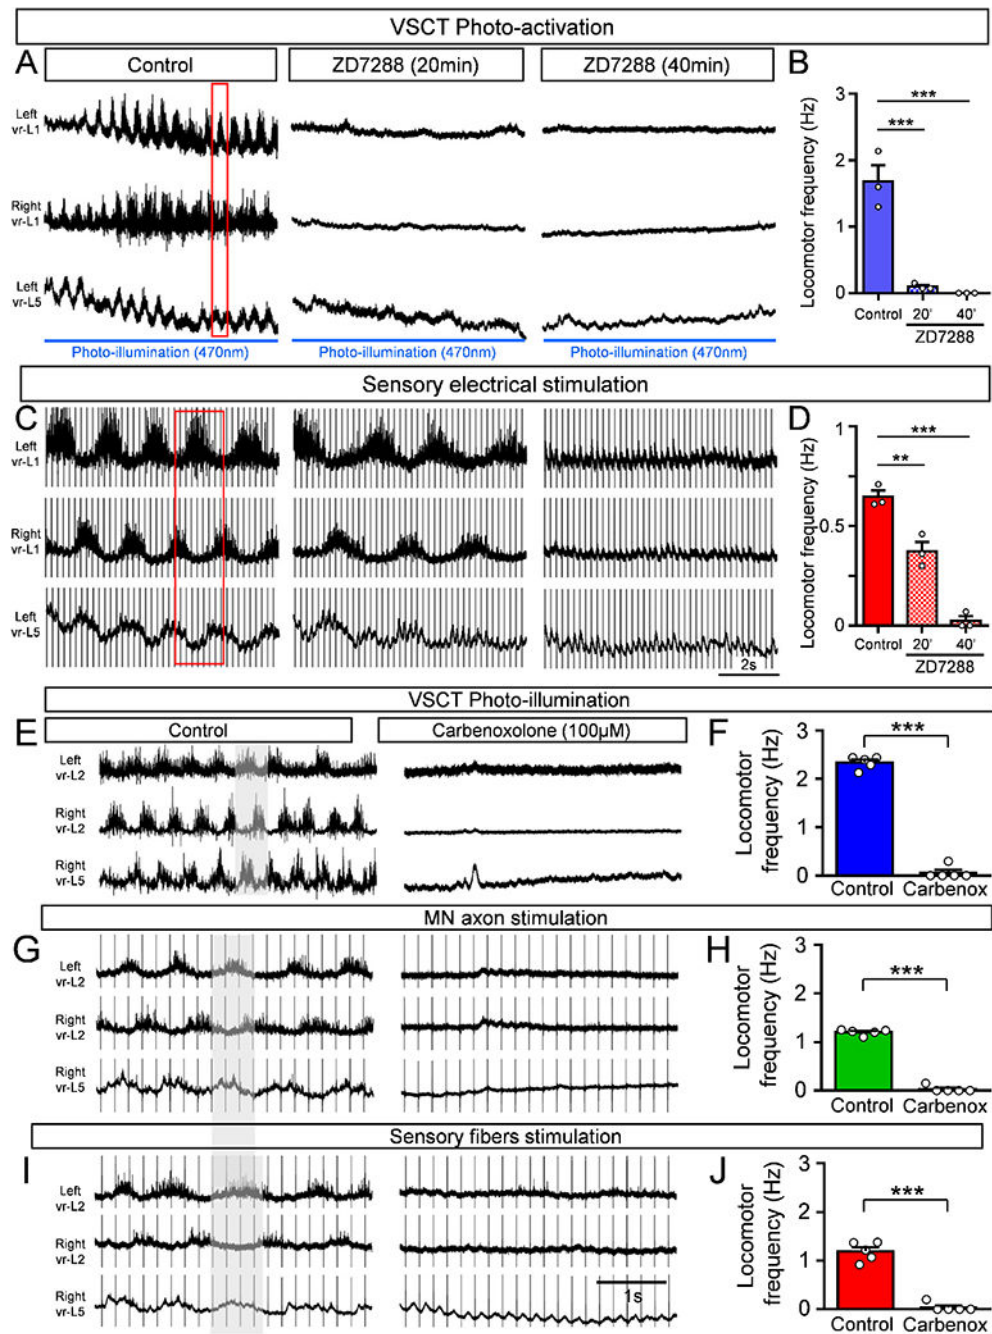 VSCT Photo-activation
A
Control
ZD7288 (20min)
ZD7288 (40min)
Left
vr-L1
Right
vr-L1
Left
vr-L5
Photo-illumination (470nm)
Photo-illumination (470nm)
Photo-illumination (470nm)
B
Locomotor frequency (Hz)
3
2
1
0
***
***
Control
20'
40'
ZD7288
Sensory electrical stimulation
C
Left
vr-L1
Right
vr-L1
Left
vr-L5
2s
D
Locomotor frequency (Hz)
1
0.5
0
***
**
Control
20'
40'
ZD7288
VSCT Photo-illumination
E
Control
Carbenoxolone (100µM)
Left
vr-L2
Right
vr-L2
Right
vr-L5
F
Locomotor
frequency (Hz)
3
2
1
0
***
Control
Carbenox
MN axon stimulation
G
Left
vr-L2
Right
vr-L2
Right
vr-L5
H
Locomotor
frequency (Hz)
3
2
1
0
***
Control
Carbenox
Sensory fibers stimulation
I
Left
vr-L2
Right
vr-L2
Right
vr-L5
1s
J
Locomotor
frequency (Hz)
3
2
1
0
***
Control
Carbenox